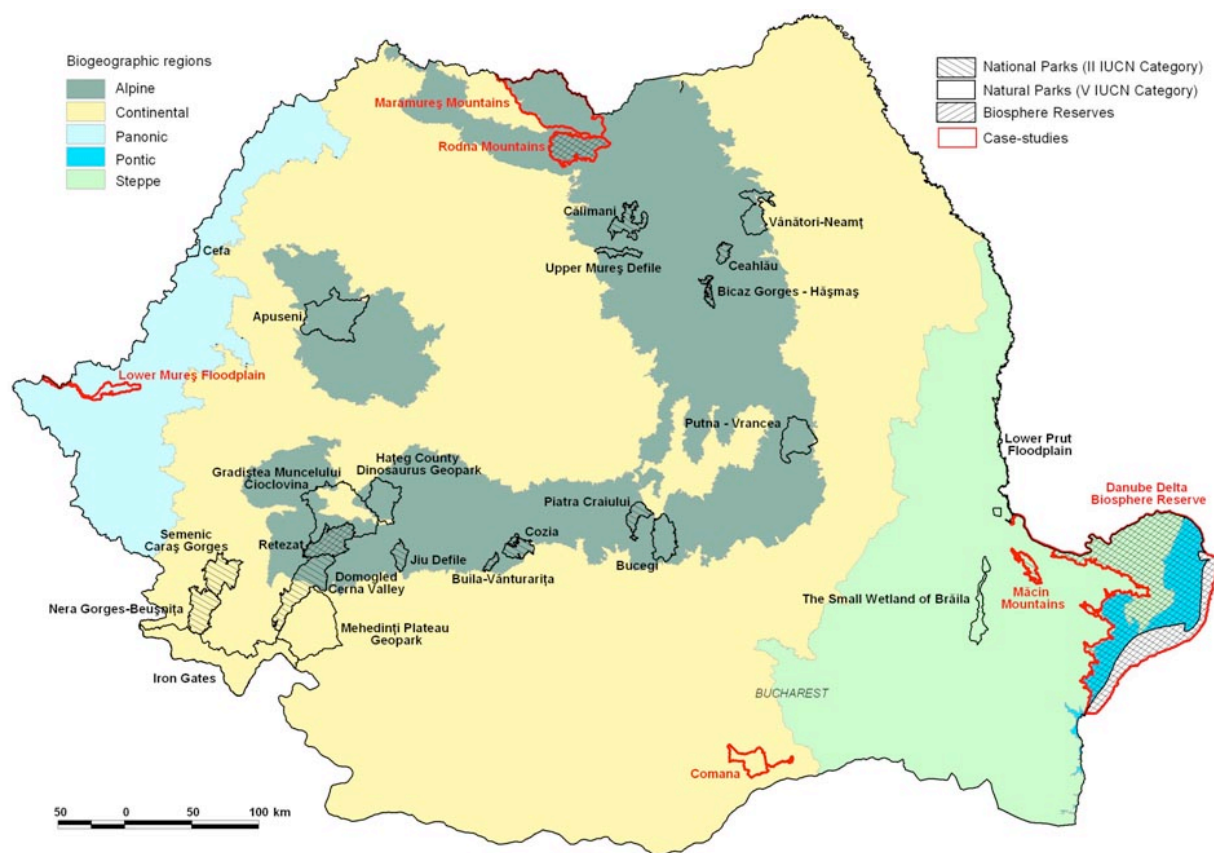 Biogeographic regions
Alpine
Continental
Panonic
Pontic
Steppe
National Parks (II IUCN Category)
Natural Parks (V IUCN Category)
Biosphere Reserves
Case-studies
Maramureş Mountains
Rodna Mountains
Călimani
Vânători-Neamţ
Cefa
Upper Mureş Defile
Ceahlău
Bicaz Gorges - Hăşmaş
Apuseni
Lower Mureş Floodplain
Putna - Vrancea
Lower Prut
Floodplain
Haţeg County
Dinosaurus Geopark
Gradiştea Muncelului
Cioclovina
Danube Delta
Biosphere Reserve
Piatra Craiului
Semenic
Caraş Gorges
Retezat
Cozia
Jiu Defile
Buila-Vânturariţa
Bucegi
Domogled
Cerna Valley
Măcin
Mountains
The Small Wetland of Brăila
Nera Gorges-Beuşniţa
Mehedinţi Plateau
Geopark
Iron Gates
BUCHAREST
Comana
50 0 50 100 km